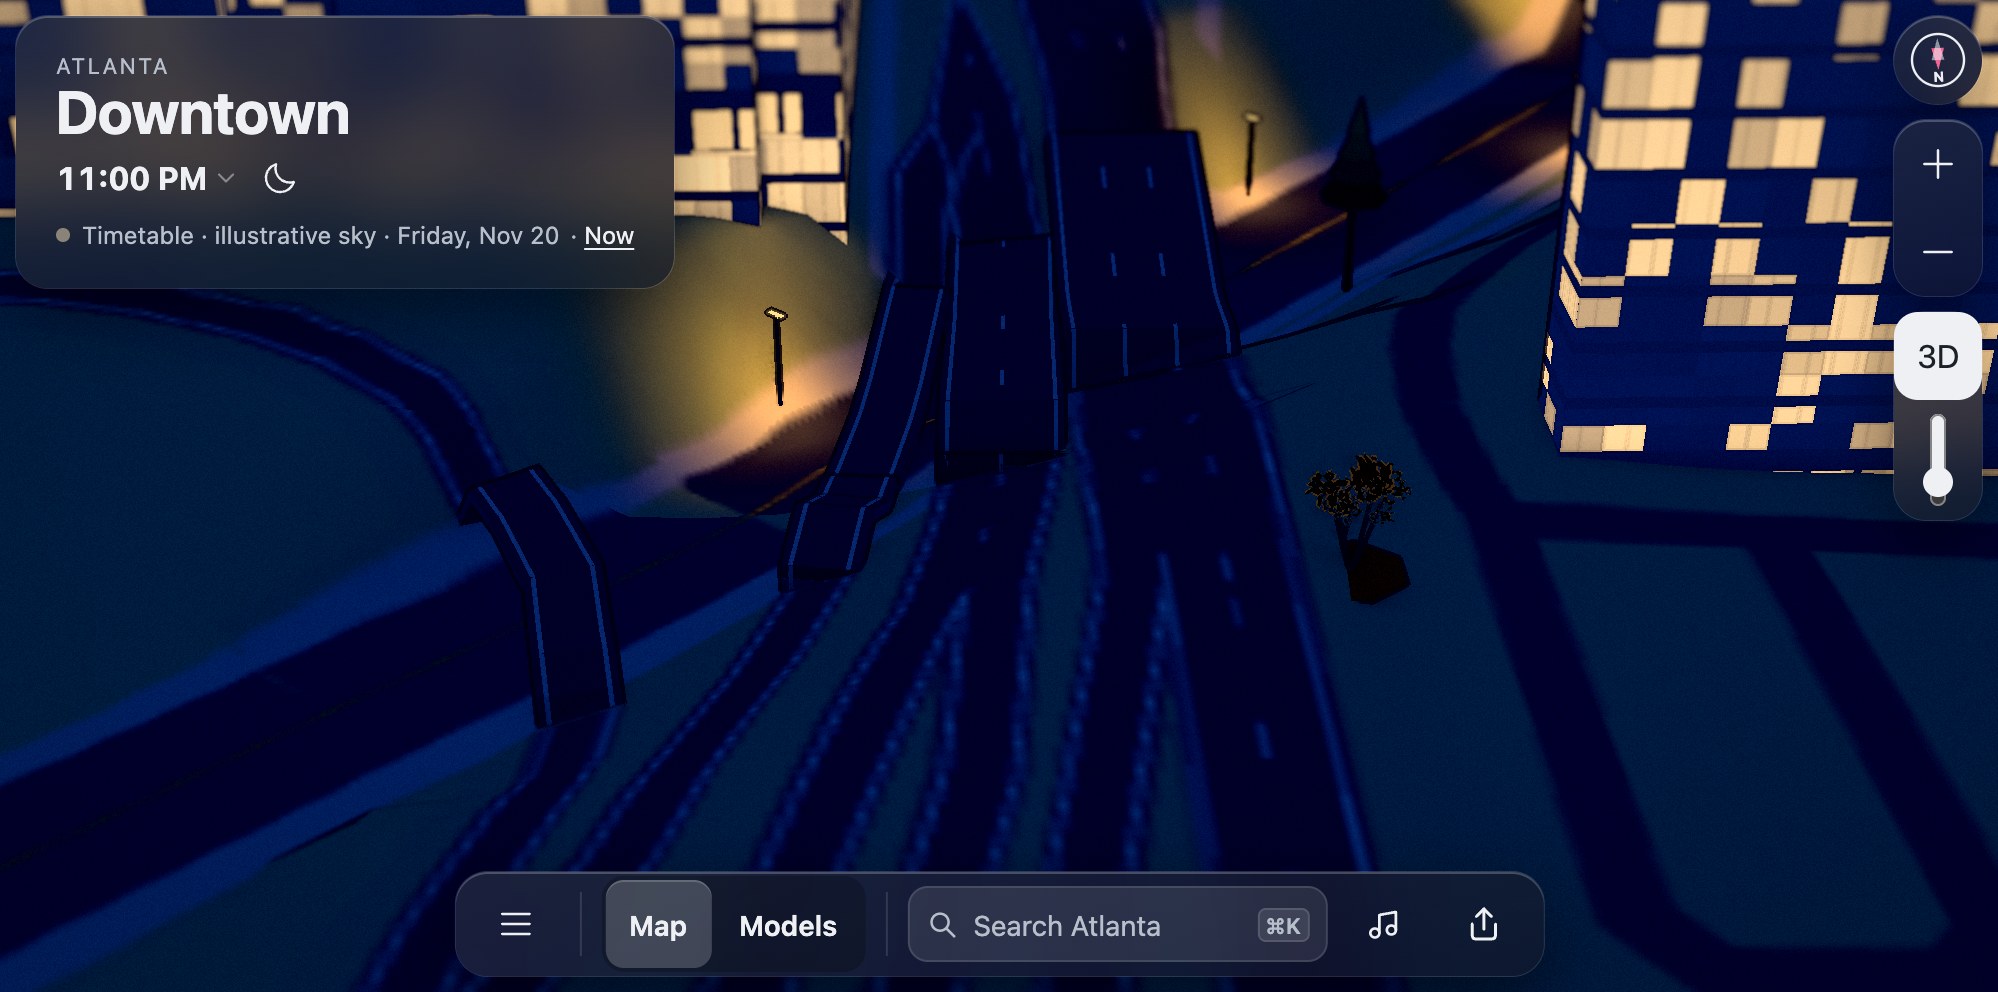 ATLANTA
Downtown
11:00 PM
Timetable · illustrative sky · Friday, Nov 20 · Now
N
3D
Map
Models
Search Atlanta
⌘K